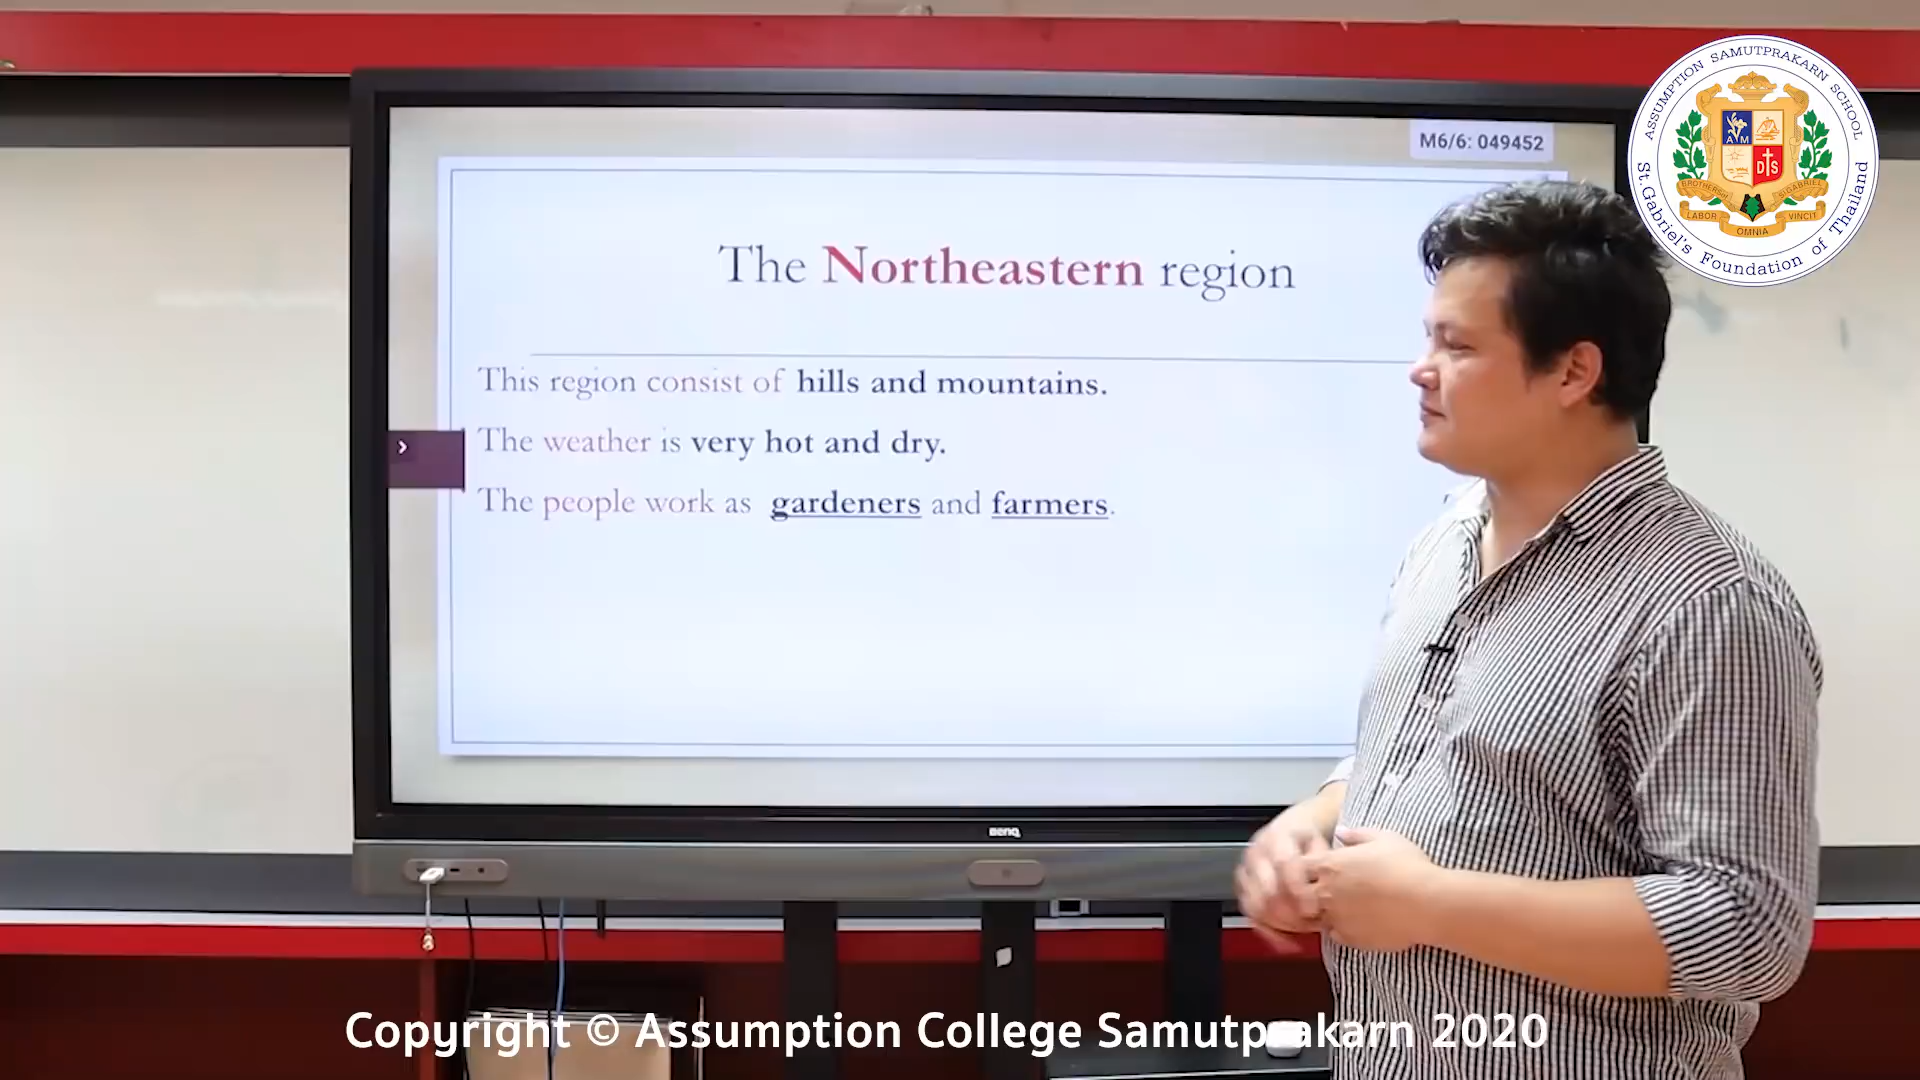 M6/6: 049452
The Northeastern region
This region consist of hills and mountains.
The weather is very hot and dry.
The people work as gardeners and farmers.
BenQ
ASSUMPTION SAMUTPRAKARN SCHOOL
St.Gabriel's Foundation of Thailand
A M
D S
LABOR OMNIA VINCIT
Copyright © Assumption College Samutprakarn 2020